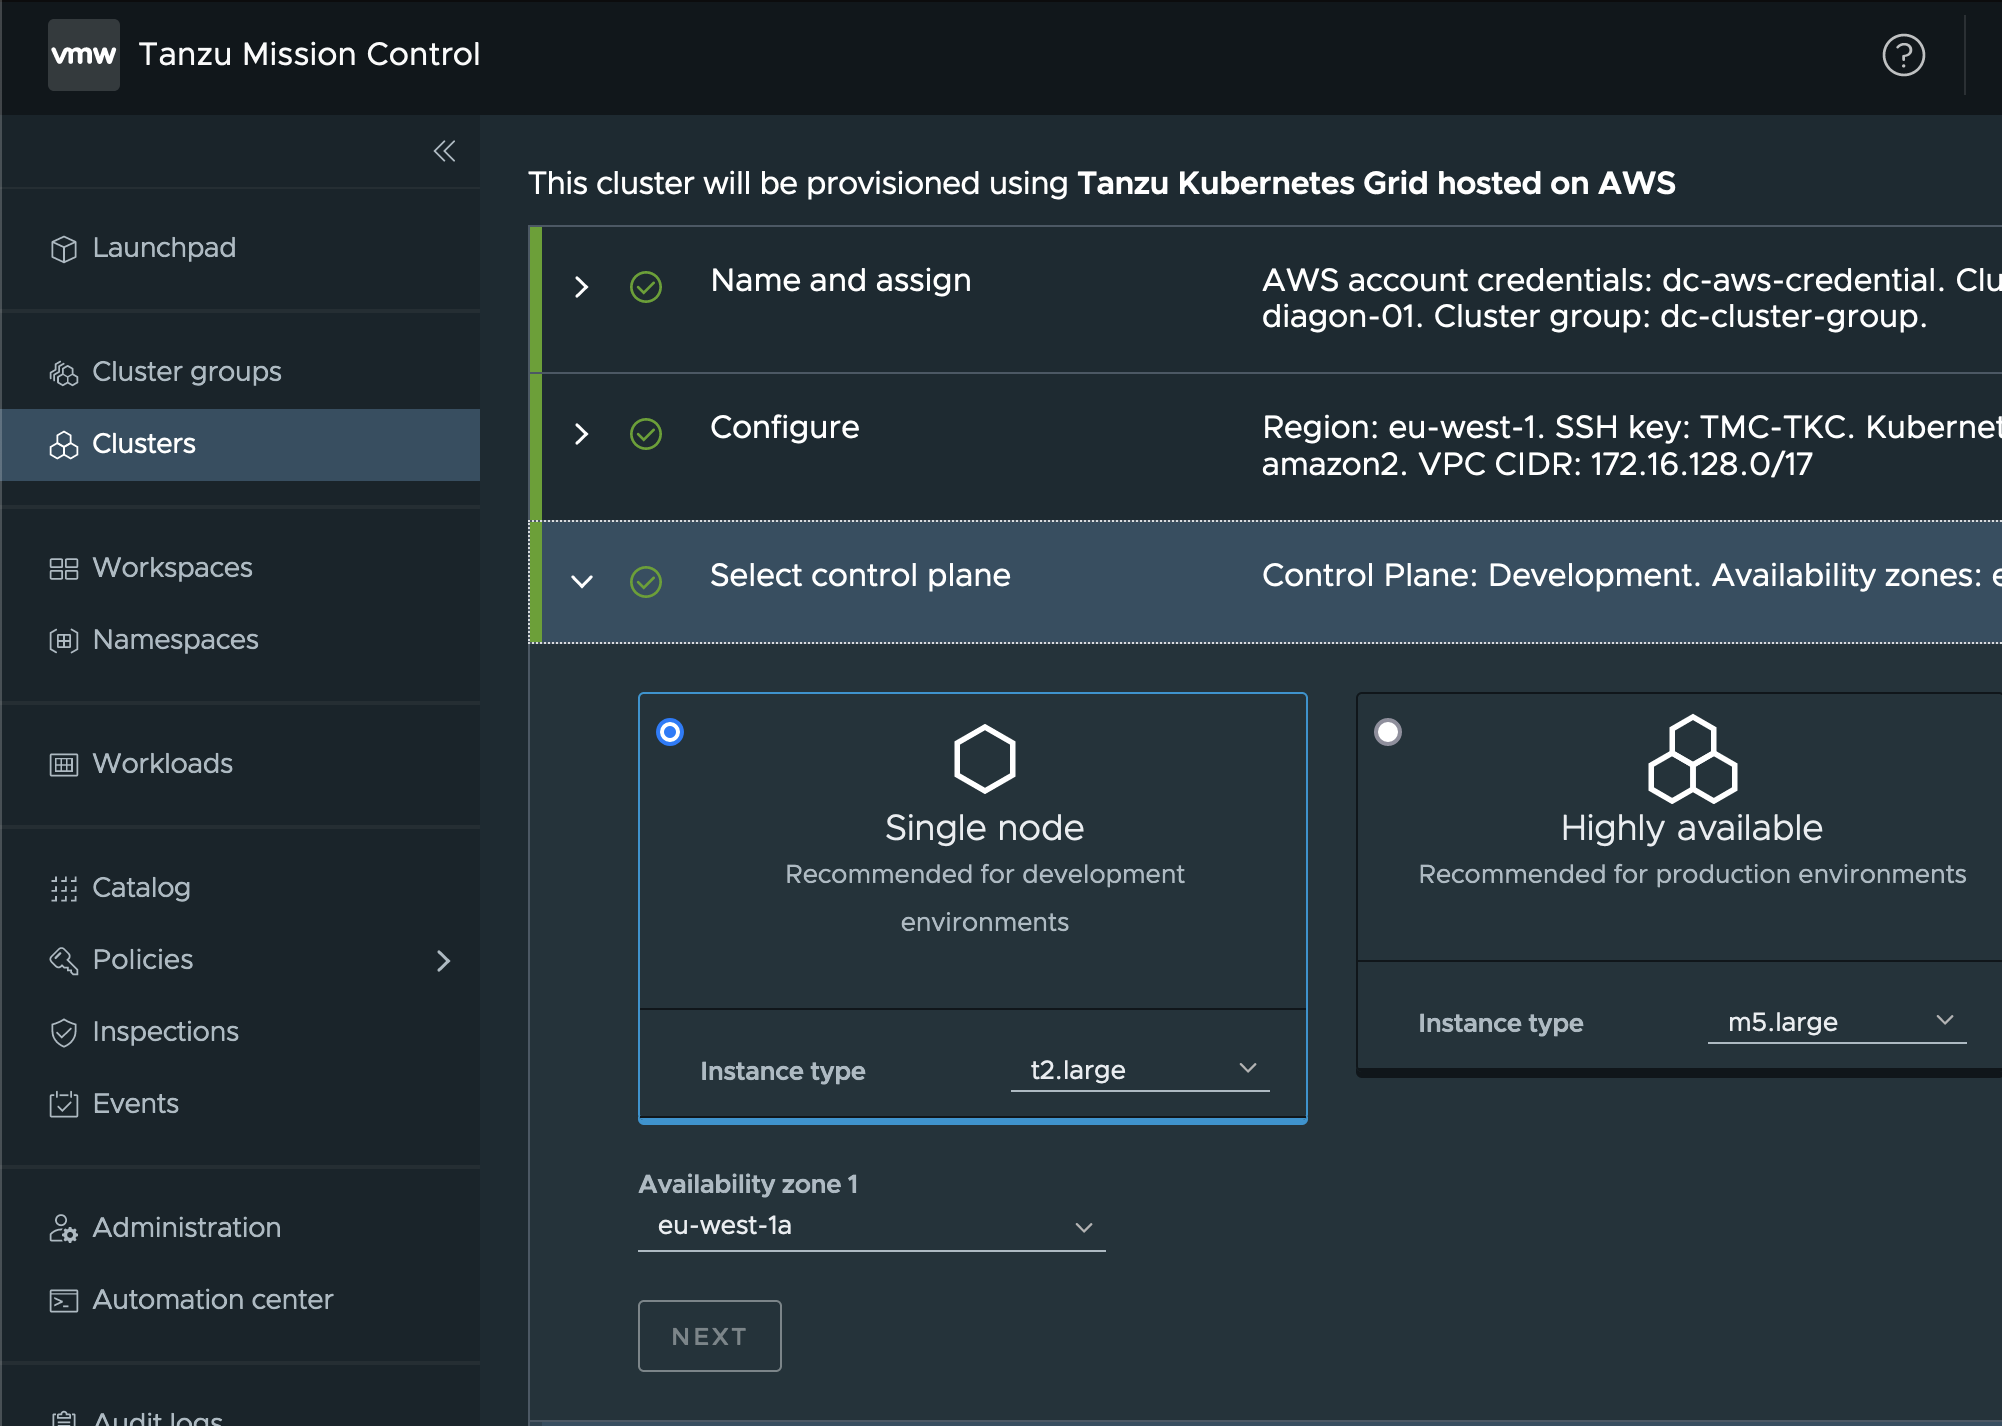 vmw Tanzu Mission Control
?
Launchpad
Cluster groups
Clusters
Workspaces
Namespaces
Workloads
Catalog
Policies
Inspections
Events
Administration
Automation center
Audit logs
This cluster will be provisioned using Tanzu Kubernetes Grid hosted on AWS
Name and assign
AWS account credentials: dc-aws-credential. Clu
diagon-01. Cluster group: dc-cluster-group.
Configure
Region: eu-west-1. SSH key: TMC-TKC. Kubernet
amazon2. VPC CIDR: 172.16.128.0/17
Select control plane
Control Plane: Development. Availability zones: e
Single node
Recommended for development
environments
Instance type
t2.large
Highly available
Recommended for production environments
Instance type
m5.large
Availability zone 1
eu-west-1a
NEXT